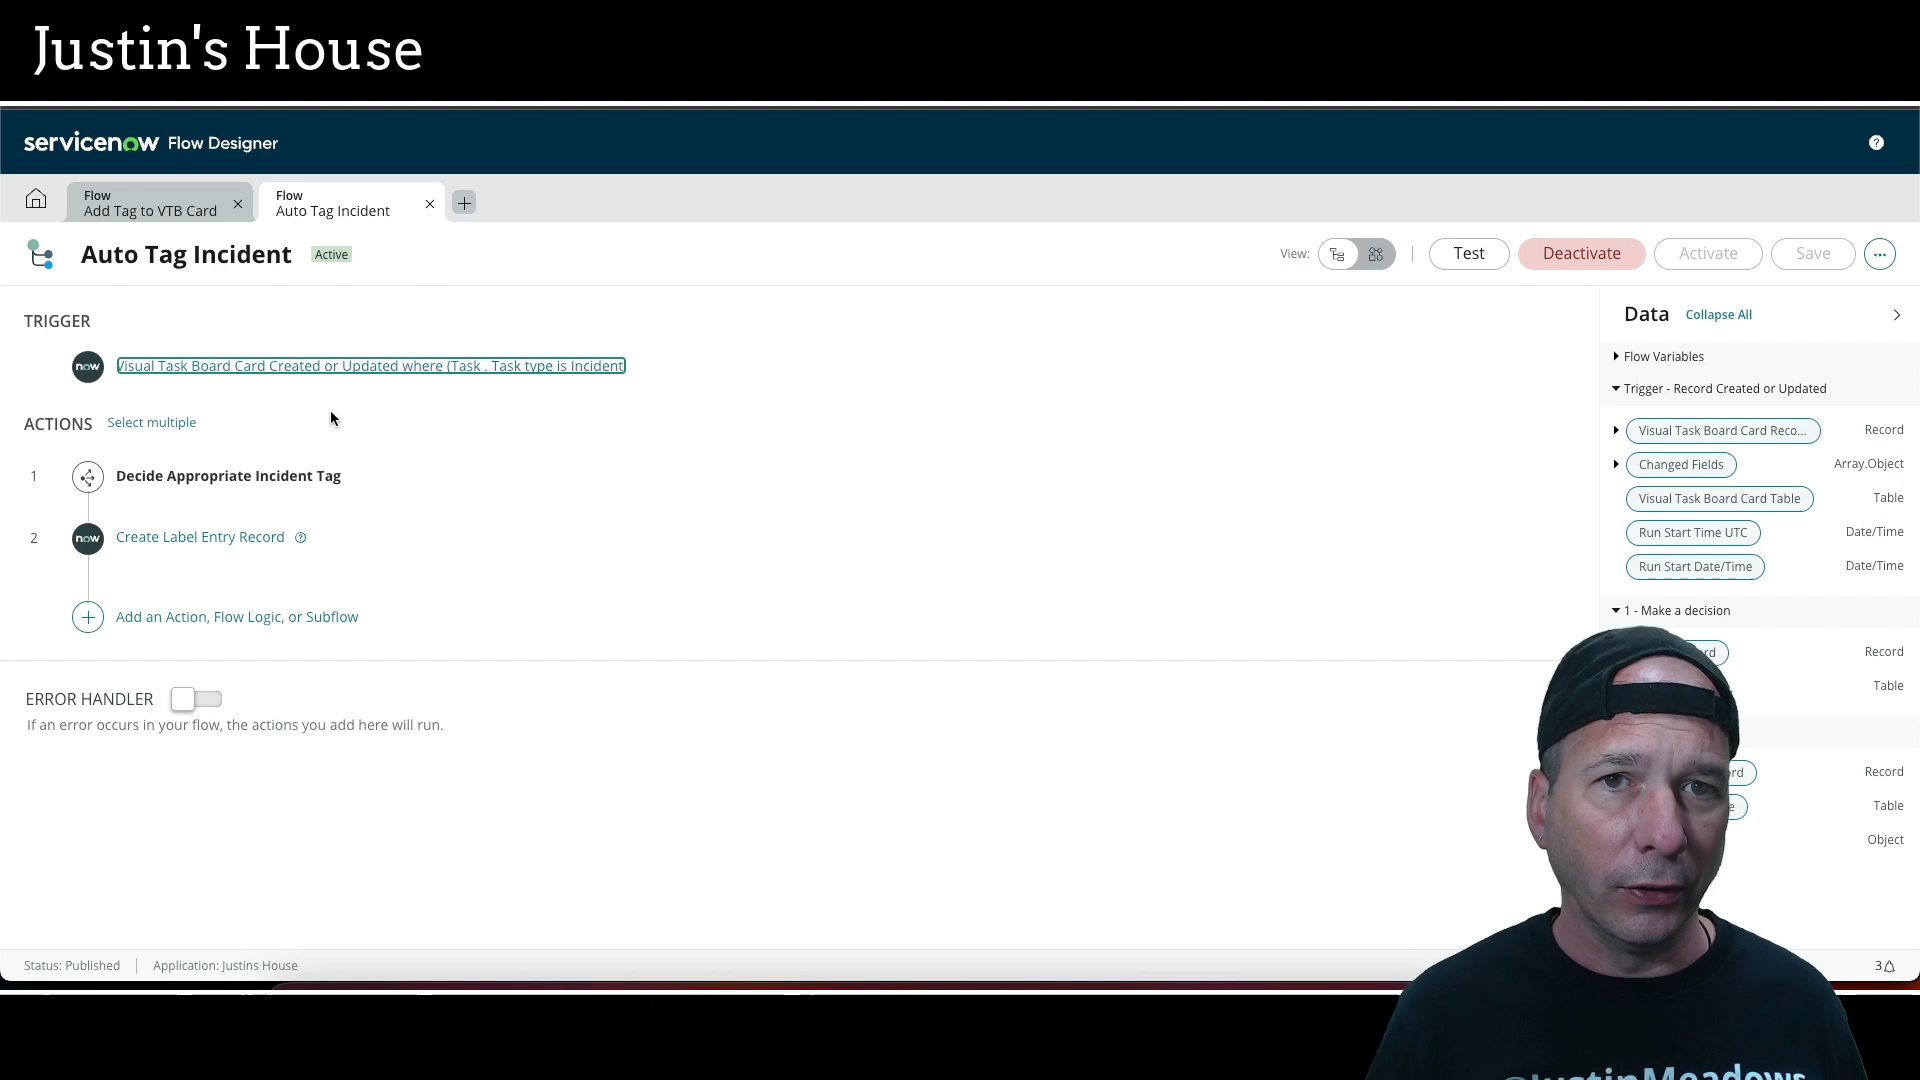 Justin's House
servicenow Flow Designer
?
Flow
Add Tag to VTB Card
Flow
Auto Tag Incident
Auto Tag Incident Active
View: Test Deactivate Activate Save
TRIGGER
now Visual Task Board Card Created or Updated where (Task . Task type is Incident
ACTIONS Select multiple
1 Decide Appropriate Incident Tag
2 now Create Label Entry Record ?
Add an Action, Flow Logic, or Subflow
ERROR HANDLER
If an error occurs in your flow, the actions you add here will run.
Data Collapse All
Flow Variables
Trigger - Record Created or Updated
Visual Task Board Card Reco... Record
Changed Fields Array.Object
Visual Task Board Card Table Table
Run Start Time UTC Date/Time
Run Start Date/Time Date/Time
1 - Make a decision
Record
Table
Record
Table
Object
Status: Published Application: Justins House
3
@JustinMeadows